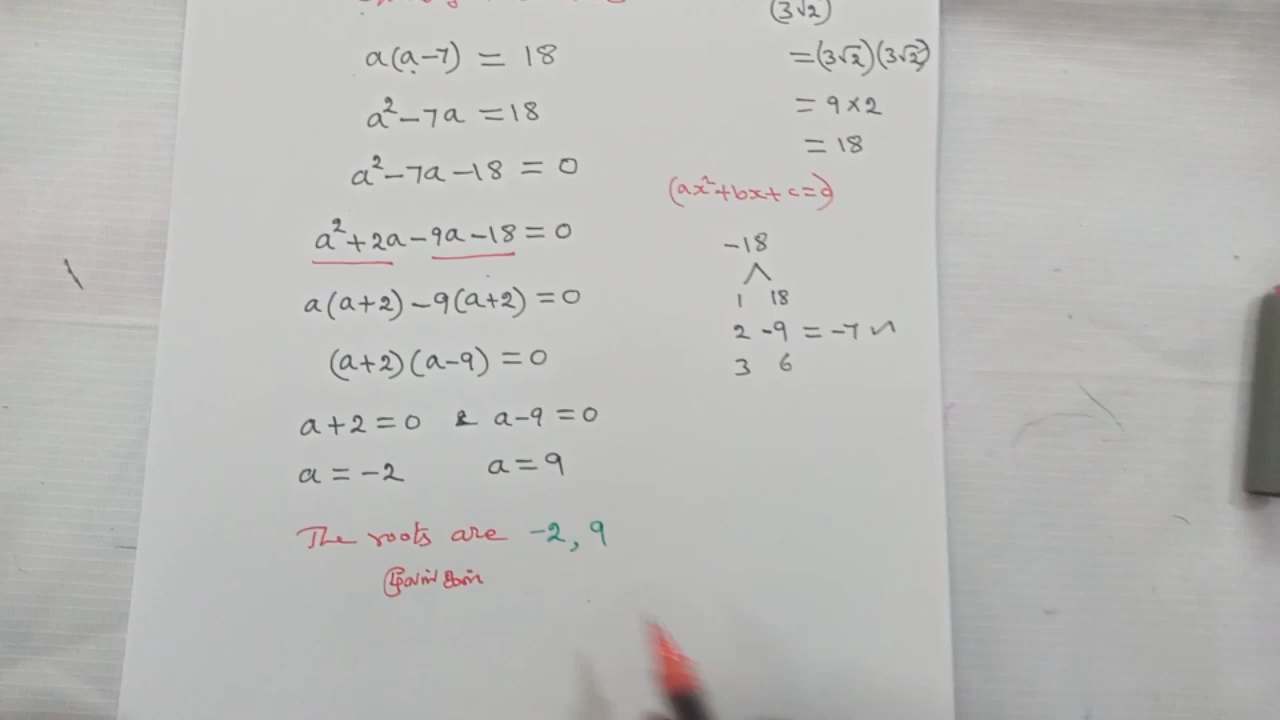 a(a-7) = 18
a²-7a = 18
a²-7a-18 = 0
a²+2a-9a-18 = 0
a(a+2)-9(a+2) = 0
(a+2)(a-9) = 0
a+2 = 0 & a-9 = 0
a = -2 a = 9
The roots are -2, 9
(3√2)
=(3√2)(3√2)
= 9×2
= 18
(ax²+bx+c=0)
-18
1 18
2 -9 = -7 ✓
3 6